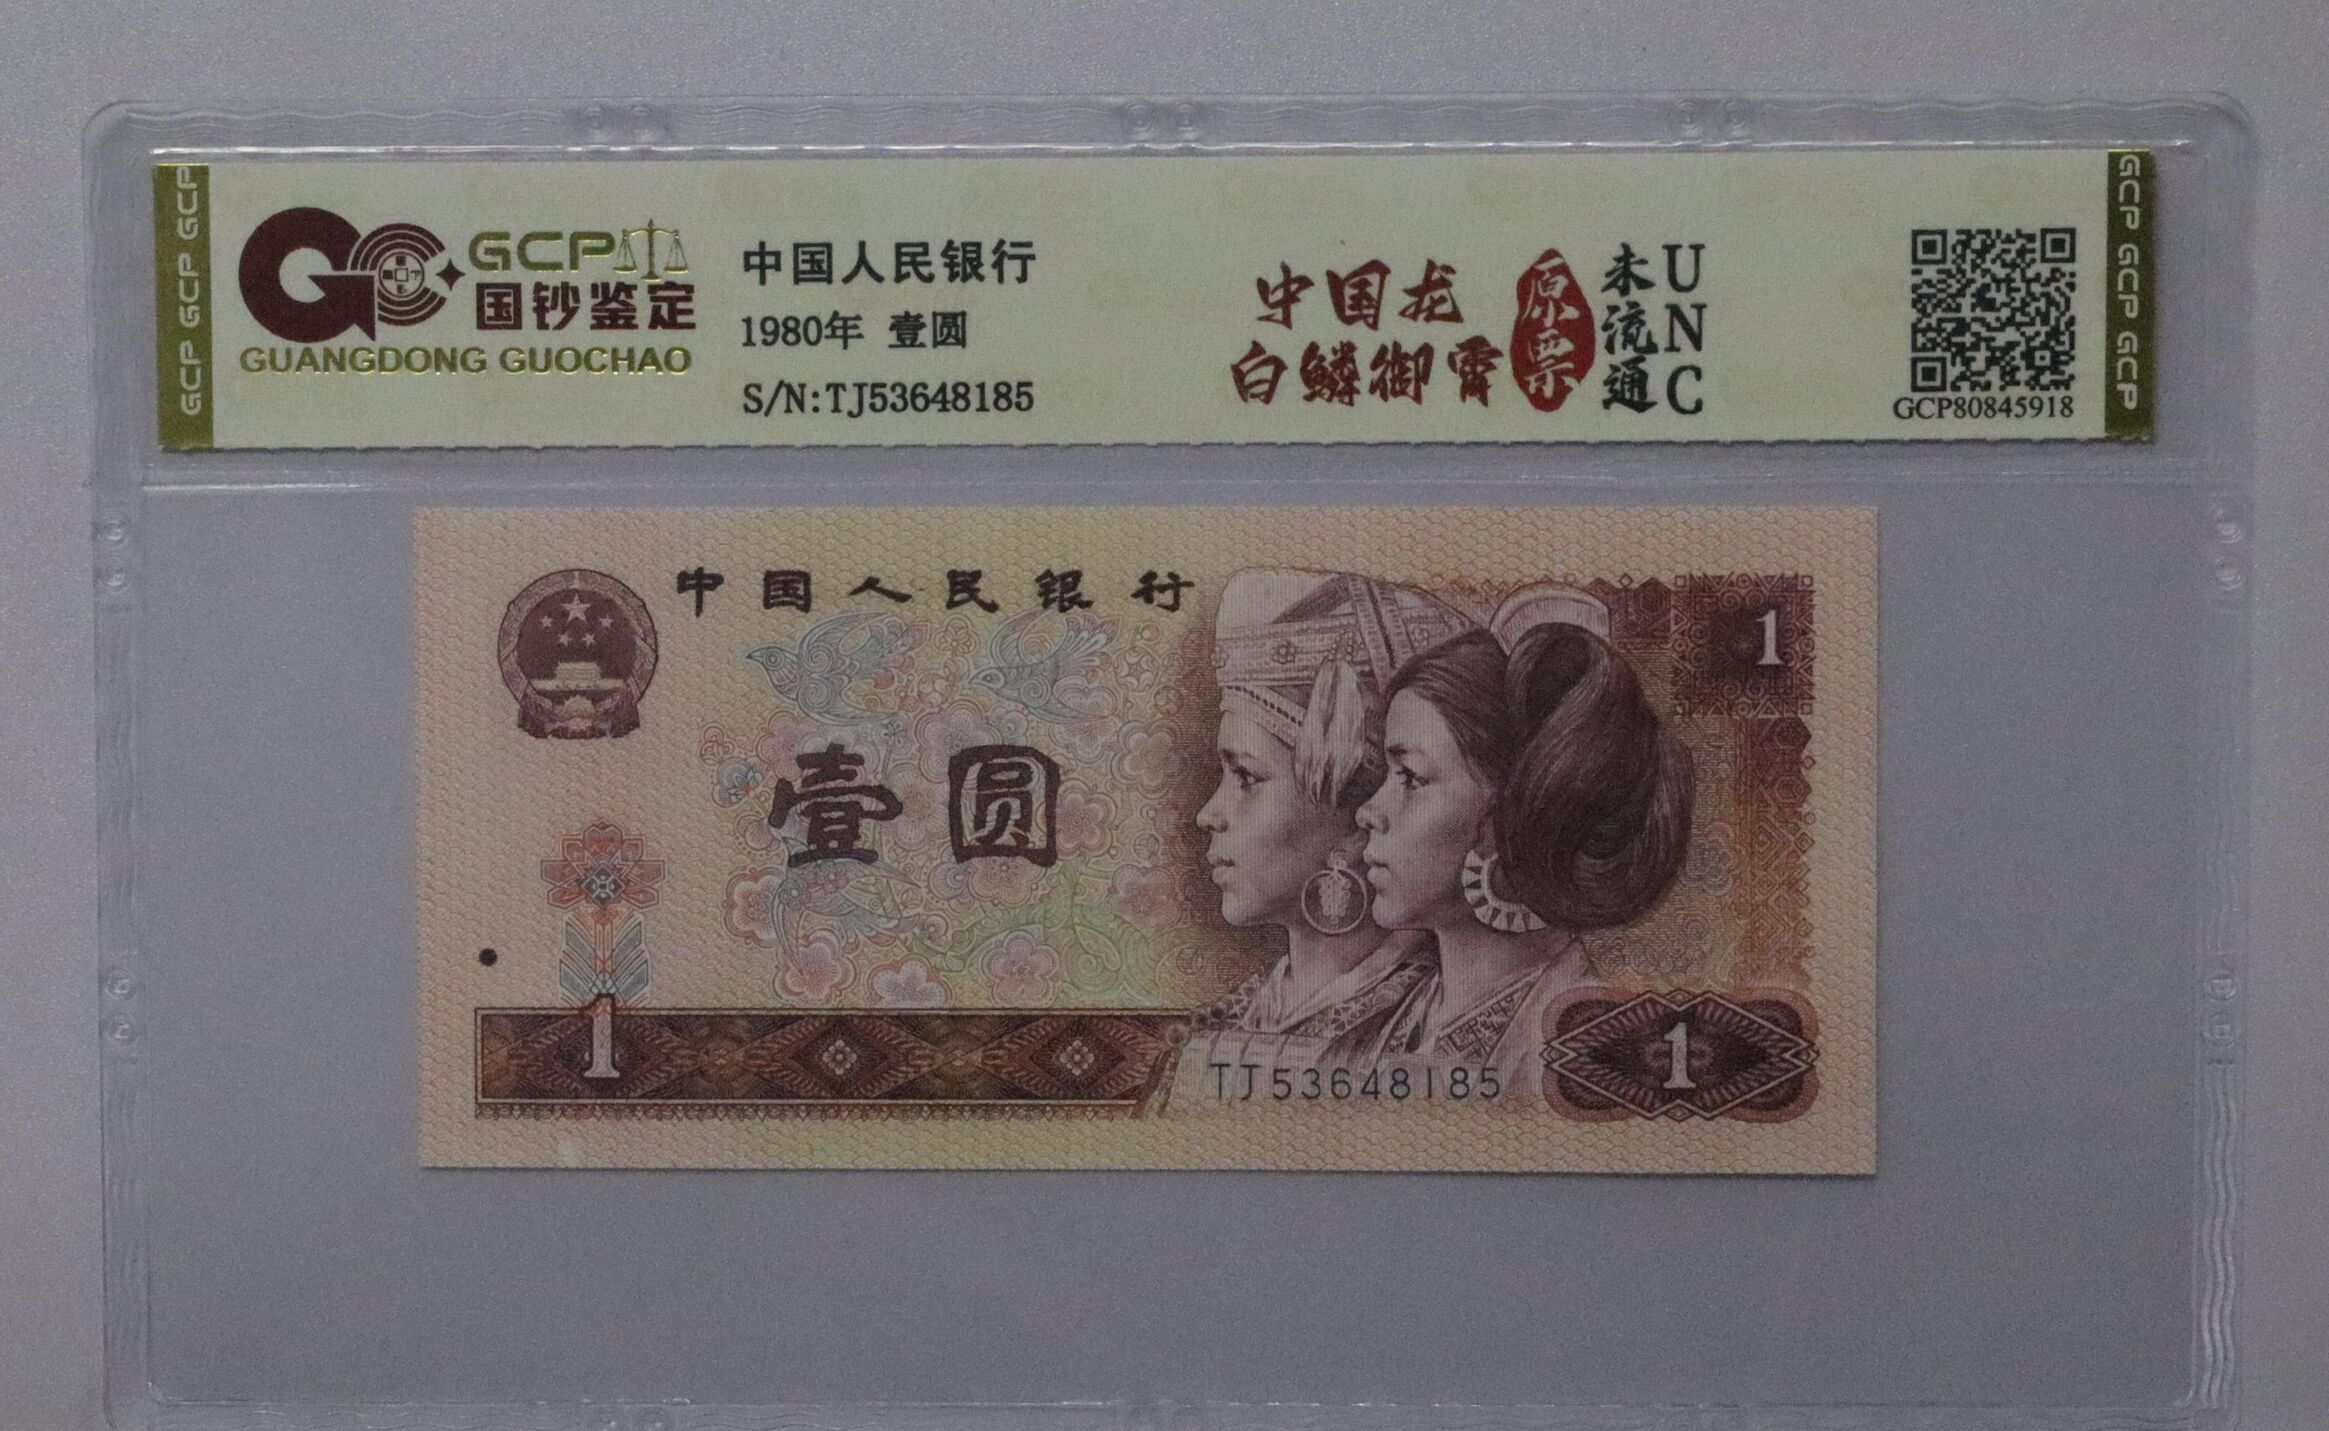 GCP GCP GCP
GCP
国钞鉴定
GUANGDONG GUOCHAO
中国人民银行
1980年 壹圆
S/N:TJ53648185
中国龙
白鳞御霄
原票
未流通
UNC
GCP80845918
GCP GCP GCP
中国人民银行
1
壹圆
1
TJ53648185
1